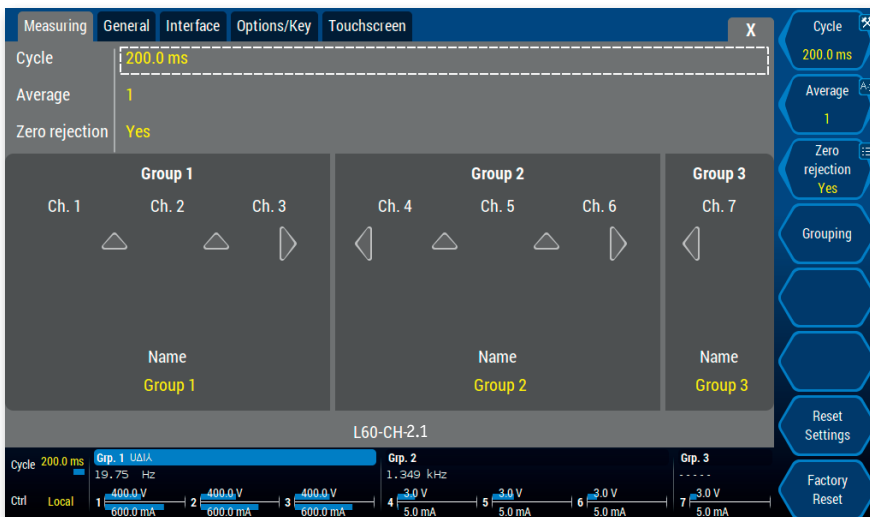 Measuring General Interface Options/Key Touchscreen X
Cycle 200.0 ms
Average 1
Zero rejection Yes
Group 1 Group 2 Group 3
Ch. 1 Ch. 2 Ch. 3 Ch. 4 Ch. 5 Ch. 6 Ch. 7
Name Name Name
Group 1 Group 2 Group 3
L60-CH-2.1
Cycle 200.0 ms
Ctrl Local
Grp. 1 U∆I⅄
19.75 Hz
1 400.0 V 600.0 mA
2 400.0 V 600.0 mA
3 400.0 V 600.0 mA
Grp. 2
1.349 kHz
4 3.0 V 5.0 mA
5 3.0 V 5.0 mA
6 3.0 V 5.0 mA
Grp. 3
-----
7 3.0 V 5.0 mA
Cycle
200.0 ms
Average
1
Zero
rejection
Yes
Grouping
Reset
Settings
Factory
Reset